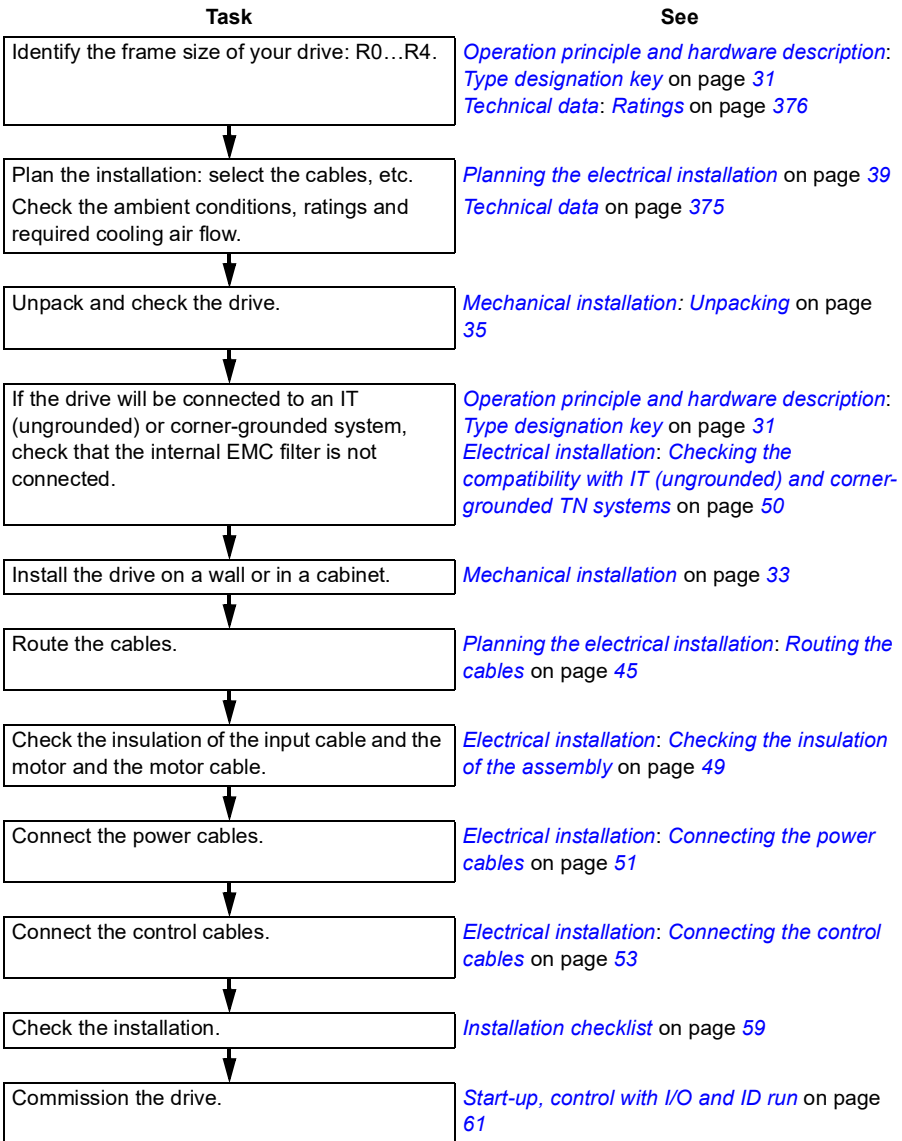 Task
See
Identify the frame size of your drive: R0…R4.
Operation principle and hardware description:
Type designation key on page 31
Technical data: Ratings on page 376
Plan the installation: select the cables, etc.
Check the ambient conditions, ratings and
required cooling air flow.
Planning the electrical installation on page 39
Technical data on page 375
Unpack and check the drive.
Mechanical installation: Unpacking on page
35
If the drive will be connected to an IT
(ungrounded) or corner-grounded system,
check that the internal EMC filter is not
connected.
Operation principle and hardware description:
Type designation key on page 31
Electrical installation: Checking the
compatibility with IT (ungrounded) and corner-
grounded TN systems on page 50
Install the drive on a wall or in a cabinet.
Mechanical installation on page 33
Route the cables.
Planning the electrical installation: Routing the
cables on page 45
Check the insulation of the input cable and the
motor and the motor cable.
Electrical installation: Checking the insulation
of the assembly on page 49
Connect the power cables.
Electrical installation: Connecting the power
cables on page 51
Connect the control cables.
Electrical installation: Connecting the control
cables on page 53
Check the installation.
Installation checklist on page 59
Commission the drive.
Start-up, control with I/O and ID run on page
61